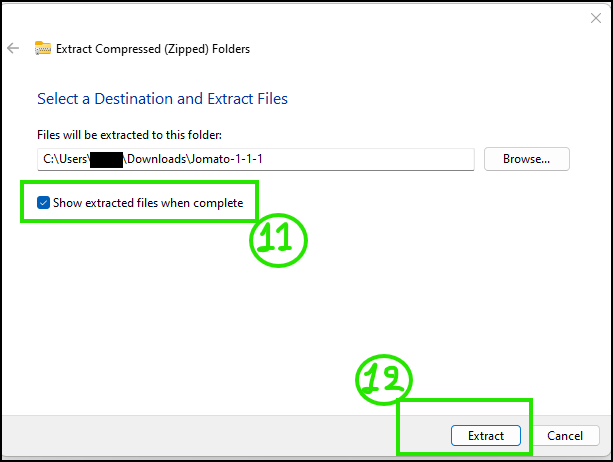 Extract Compressed (Zipped) Folders
Select a Destination and Extract Files
Files will be extracted to this folder:
C:\Users\ \Downloads\Jomato-1-1-1
Browse...
Show extracted files when complete
11
12
Extract
Cancel